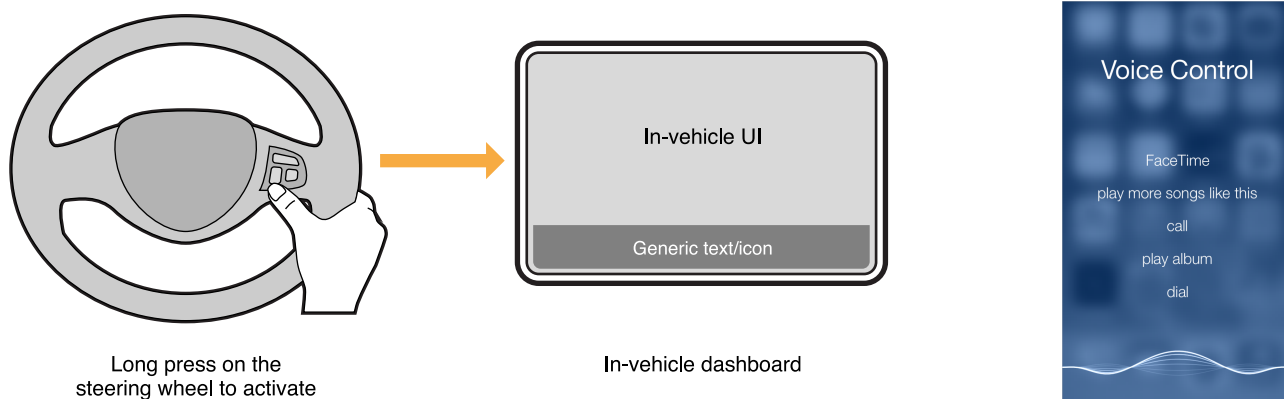 Voice Control
In-vehicle UI
FaceTime
play more songs like this
call
Generic text/icon
play album
dial
Long press on the
steering wheel to activate
In-vehicle dashboard